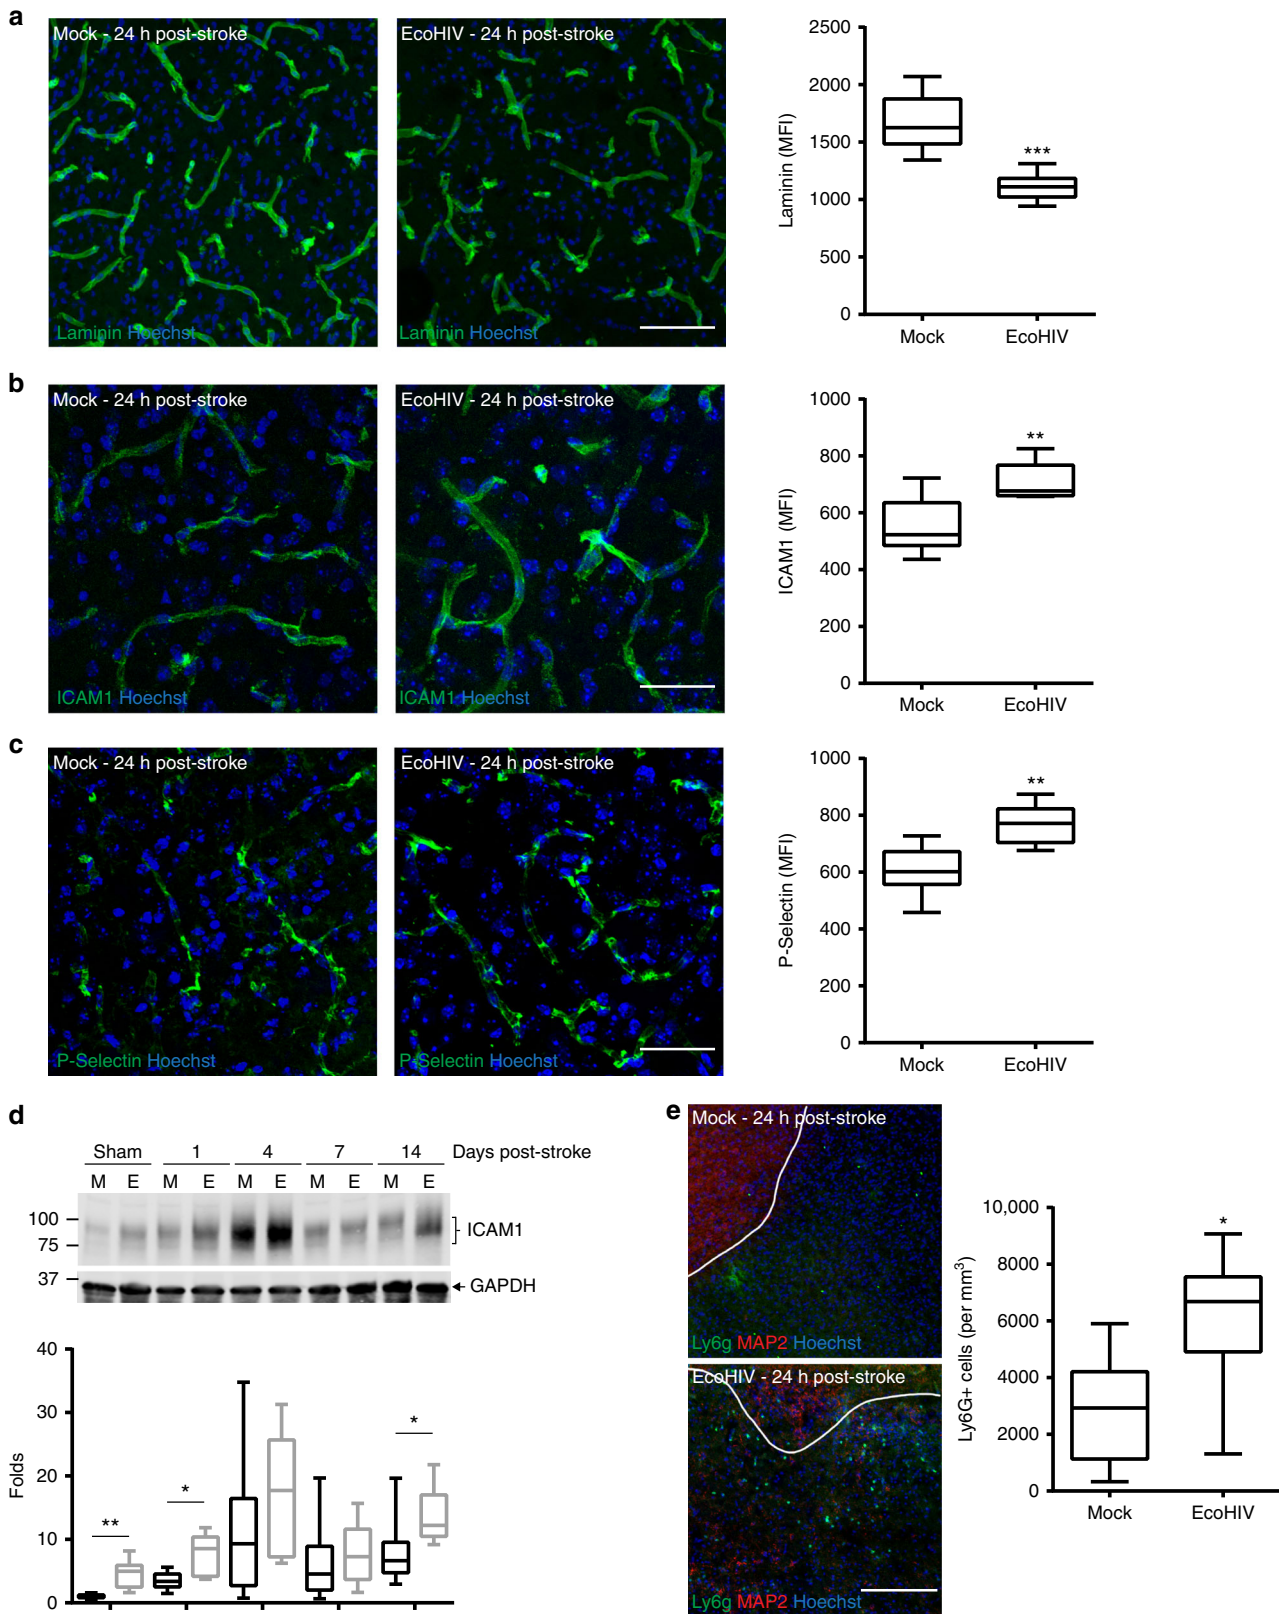 a
Mock - 24 h post-stroke
EcoHIV - 24 h post-stroke
Laminin Hoechst
Laminin Hoechst
Laminin (MFI)
2500
2000
1500
1000
500
0
***
Mock
EcoHIV
b
Mock - 24 h post-stroke
EcoHIV - 24 h post-stroke
ICAM1 Hoechst
ICAM1 Hoechst
ICAM1 (MFI)
1000
800
600
400
200
0
**
Mock
EcoHIV
c
Mock - 24 h post-stroke
EcoHIV - 24 h post-stroke
P-Selectin Hoechst
P-Selectin Hoechst
P-Selectin (MFI)
1000
800
600
400
200
0
**
Mock
EcoHIV
d
Sham 1 4 7 14 Days post-stroke
M E M E M E M E M E
100
75
ICAM1
37
GAPDH
Folds
40
30
20
10
0
**
*
*
e
Mock - 24 h post-stroke
Ly6g MAP2 Hoechst
EcoHIV - 24 h post-stroke
Ly6g MAP2 Hoechst
Ly6G+ cells (per mm³)
10,000
8000
6000
4000
2000
0
*
Mock
EcoHIV